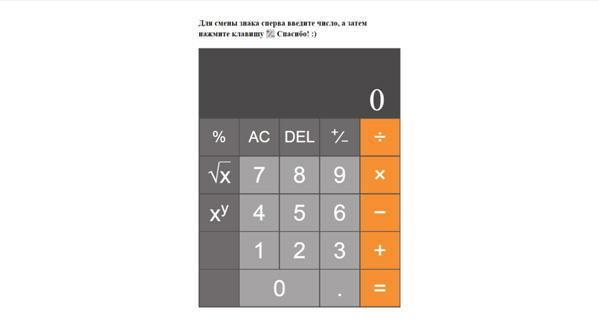 Для смены знака сперва введите число, а затем
нажмите клавишу ⁺∕₋ Спасибо! :)
0
% AC DEL ⁺∕₋ ÷
√x 7 8 9 ×
xʸ 4 5 6 −
1 2 3 +
0 . =